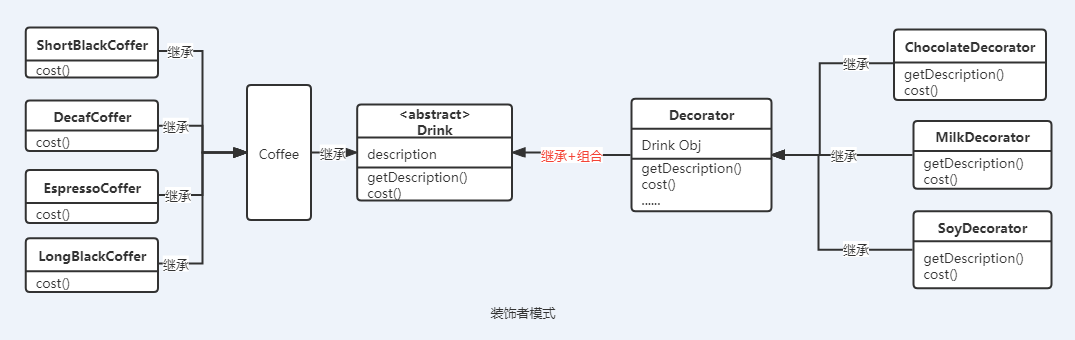 ShortBlackCoffer
cost()
继承
DecafCoffer
cost()
继承
EspressoCoffer
cost()
继承
LongBlackCoffer
cost()
继承
Coffee
继承
<abstract>
Drink
description
getDescription()
cost()
继承+组合
Decorator
Drink Obj
getDescription()
cost()
......
继承
ChocolateDecorator
getDescription()
cost()
继承
MilkDecorator
getDescription()
cost()
继承
SoyDecorator
getDescription()
cost()
装饰者模式